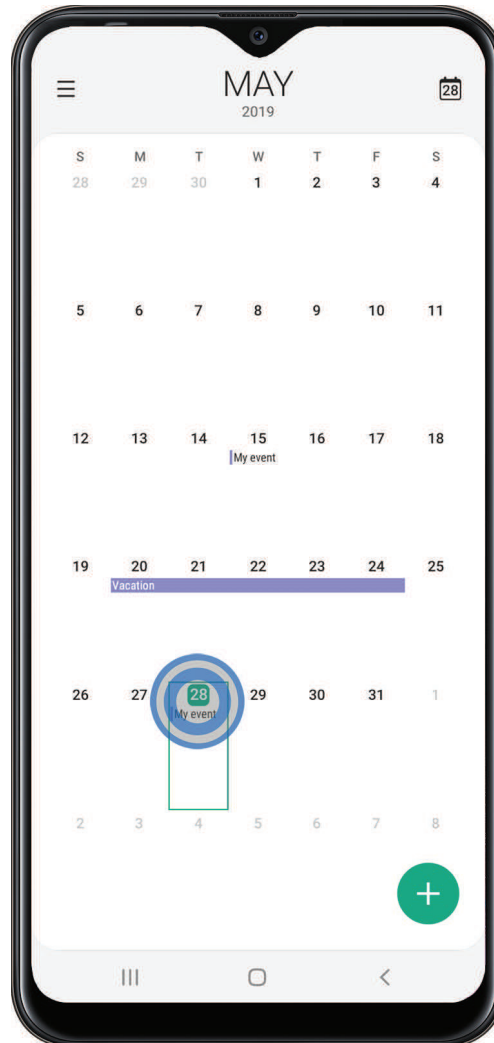 MAY
28
2019
S M T W T F S
28 29 30 1 2 3 4
5 6 7 8 9 10 11
12 13 14 15 16 17 18
My event
19 20 21 22 23 24 25
Vacation
26 27 28 29 30 31 1
My event
2 3 4 5 6 7 8